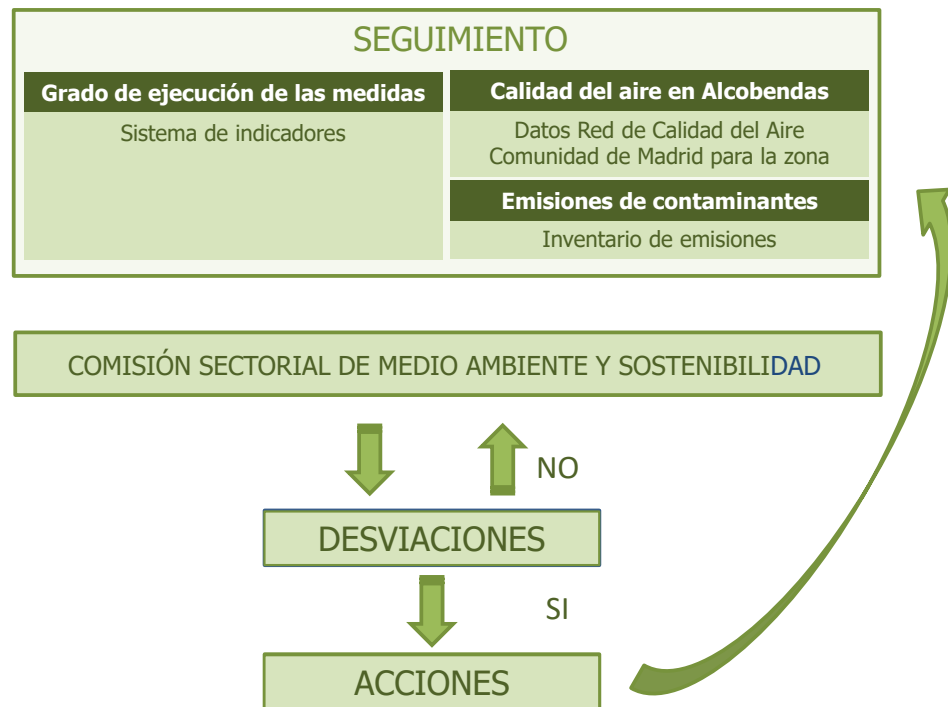 SEGUIMIENTO
Grado de ejecución de las medidas
Sistema de indicadores
Calidad del aire en Alcobendas
Datos Red de Calidad del Aire
Comunidad de Madrid para la zona
Emisiones de contaminantes
Inventario de emisiones
COMISIÓN SECTORIAL DE MEDIO AMBIENTE Y SOSTENIBILIDAD
NO
DESVIACIONES
SI
ACCIONES